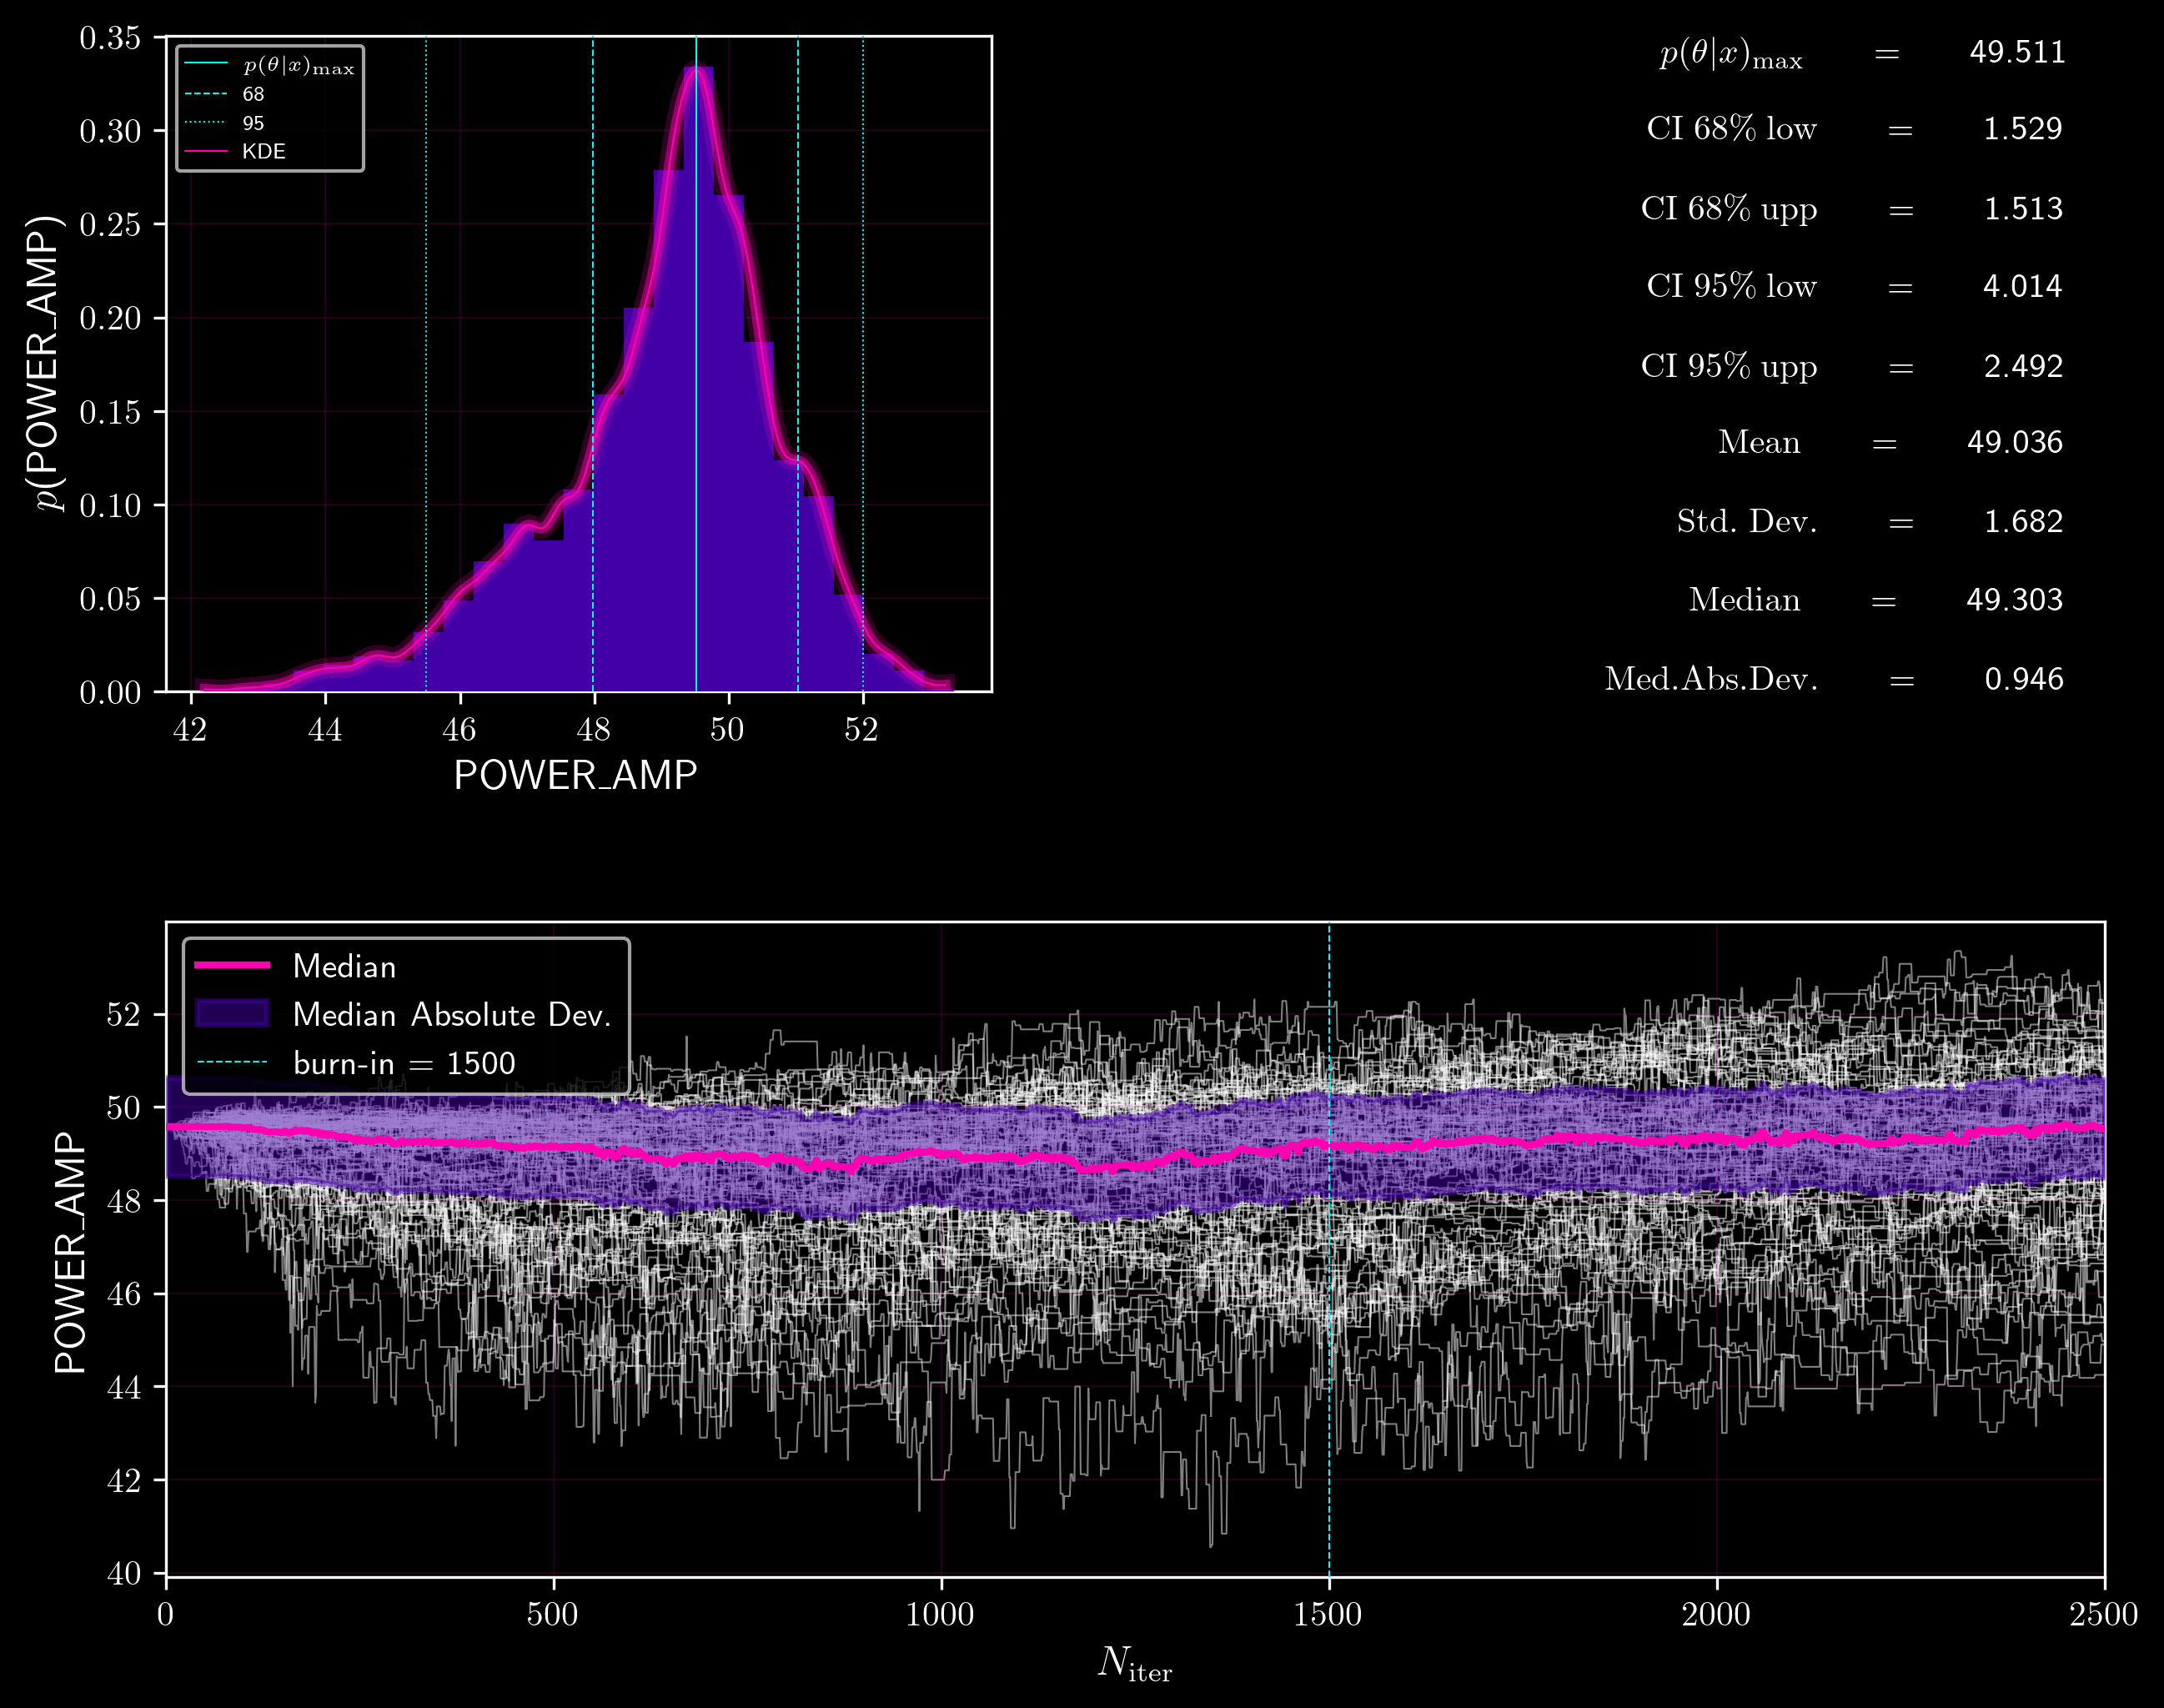 p(POWER_AMP)
0.35
0.30
0.25
0.20
0.15
0.10
0.05
0.00
p(θ|x)max
68
95
KDE
42 44 46 48 50 52
POWER_AMP
p(θ|x)max = 49.511
CI 68% low = 1.529
CI 68% upp = 1.513
CI 95% low = 4.014
CI 95% upp = 2.492
Mean = 49.036
Std. Dev. = 1.682
Median = 49.303
Med.Abs.Dev. = 0.946
POWER_AMP
52
50
48
46
44
42
40
Median
Median Absolute Dev.
burn-in = 1500
0 500 1000 1500 2000 2500
Niter